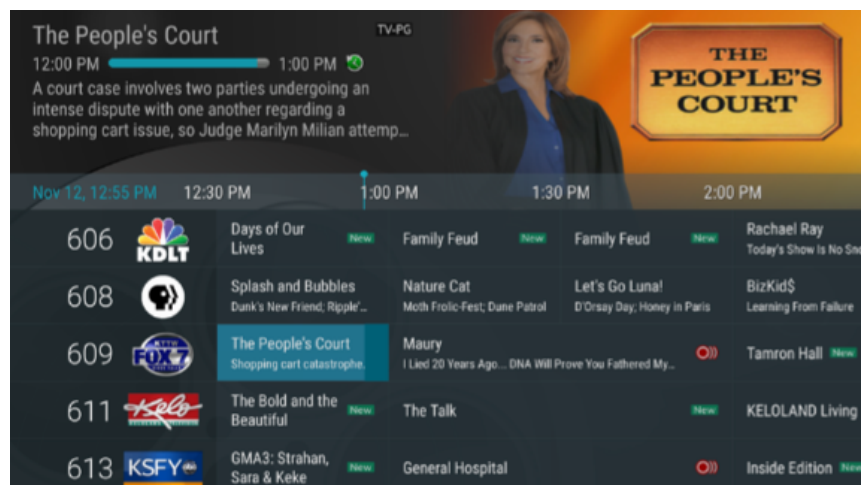 The People's Court
TV-PG
12:00 PM
1:00 PM
A court case involves two parties undergoing an
intense dispute with one another regarding a
shopping cart issue, so Judge Marilyn Milian attemp...
THE
PEOPLE'S
COURT
Nov 12, 12:55 PM 12:30 PM 1:00 PM 1:30 PM 2:00 PM
606 KDLT
Days of Our
Lives New
Family Feud New
Family Feud New
Rachael Ray
Today's Show Is No
608
Splash and Bubbles
Dunk's New Friend; Ripple'...
Nature Cat
Moth Frolic-Fest; Dune Patrol
Let's Go Luna!
D'Orsay Day; Honey in Paris
BizKid$
Learning From Failure
609 KTTW
FOX 7
The People's Court
Shopping cart catastrophe.
Maury
I Lied 20 Years Ago... DNA Will Prove You Fathered My...
Tamron Hall New
611 Kelo
The Bold and the
Beautiful New
The Talk New
KELOLAND Living
613 KSFY
GMA3: Strahan,
Sara & Keke New
General Hospital
Inside Edition New